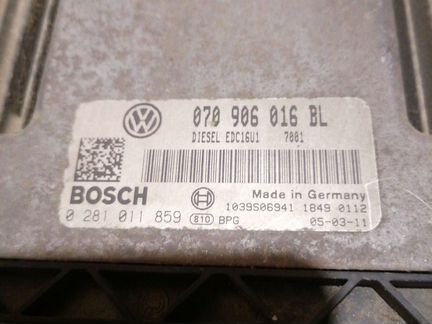 070 906 016 BL
DIESEL EDC16U1 7001
BOSCH
Made in Germany
1039S06941 1849 0112
0 281 011 859 810 BPG 05-03-11